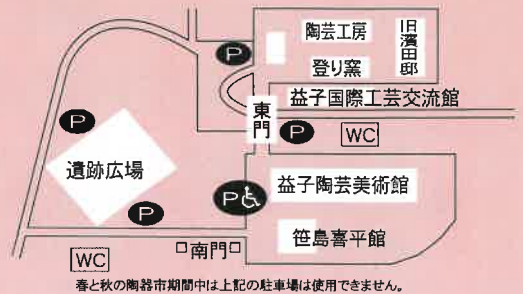 陶芸工房
旧濱田邸
P
登り窯
益子国際工芸交流館
東門
P
P
WC
遺跡広場
P
益子陶芸美術館
P
笹島喜平館
南門
WC
春と秋の陶器市期間中は上記の駐車場は使用できません。